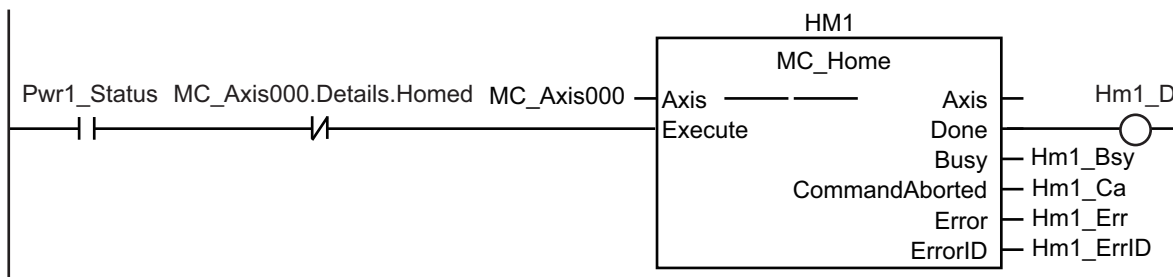 HM1
MC_Home
Pwr1_Status MC_Axis000.Details.Homed MC_Axis000 Axis Axis Hm1_D
Execute Done
Busy Hm1_Bsy
CommandAborted Hm1_Ca
Error Hm1_Err
ErrorID Hm1_ErrID